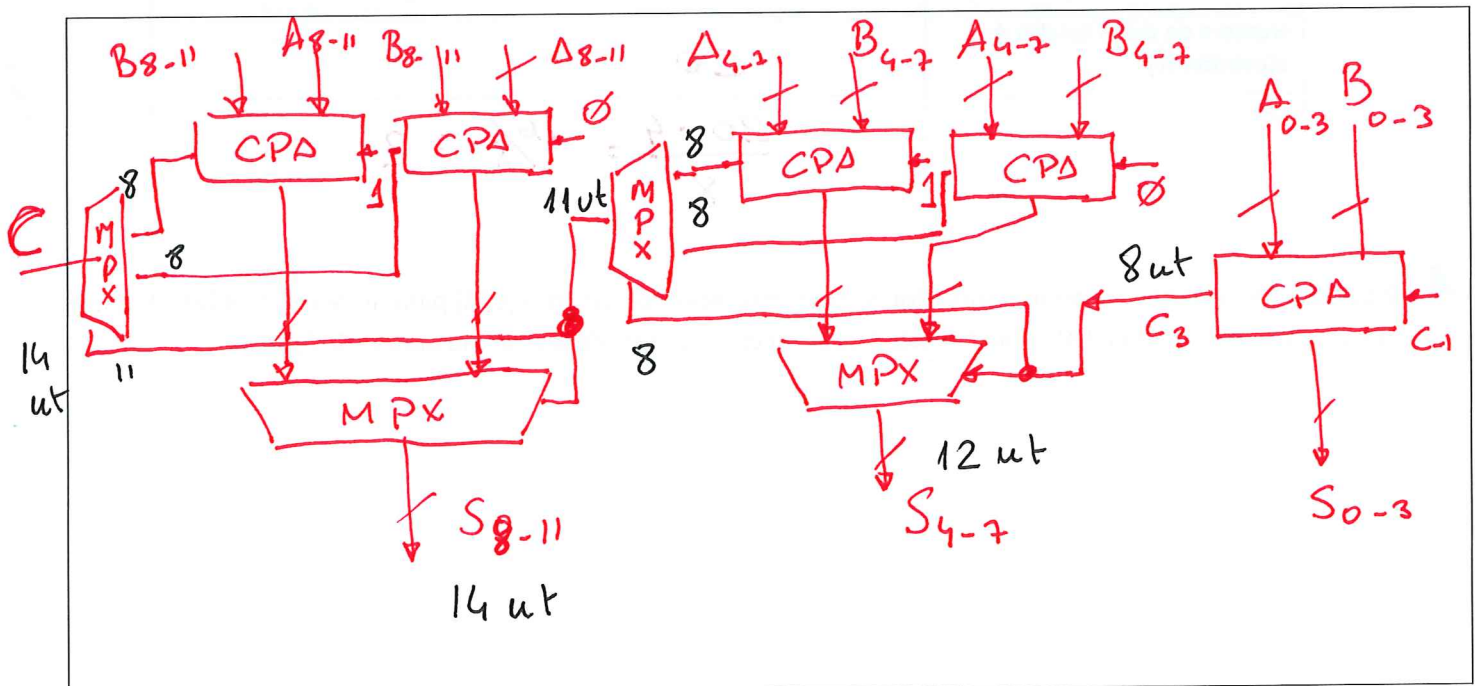 B8-11 A8-11 B8-11 A8-11 A4-7 B4-7 A4-7 B4-7
A0-3 B0-3
CPA 1 CPA Ø CPA 1 CPA Ø
8 8 11ut MPX 8 8
C MPX
8ut CPA
C3 C-1
14 ut 11 8
MPX MPX
12 ut
S8-11 S4-7 S0-3
14 ut